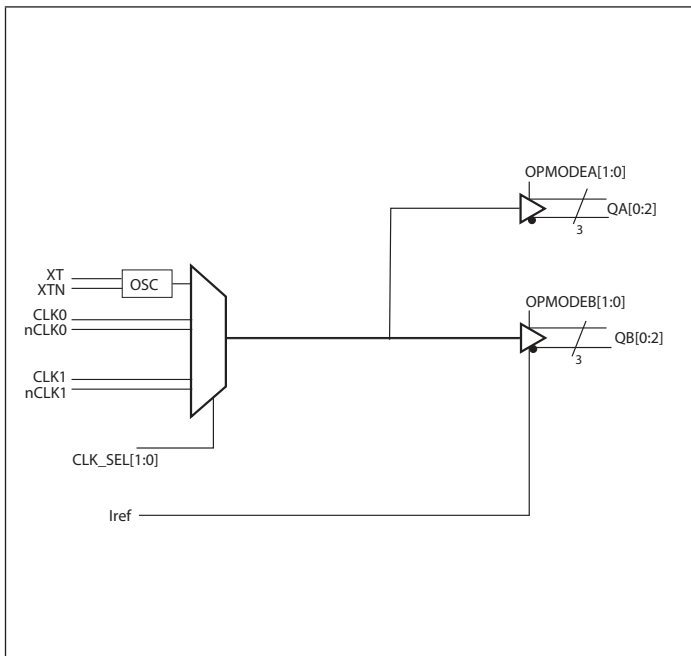 OPMODEA[1:0]
QA[0:2]
3
XT
XTN
OSC
CLK0
nCLK0
OPMODEB[1:0]
QB[0:2]
3
CLK1
nCLK1
CLK_SEL[1:0]
Iref